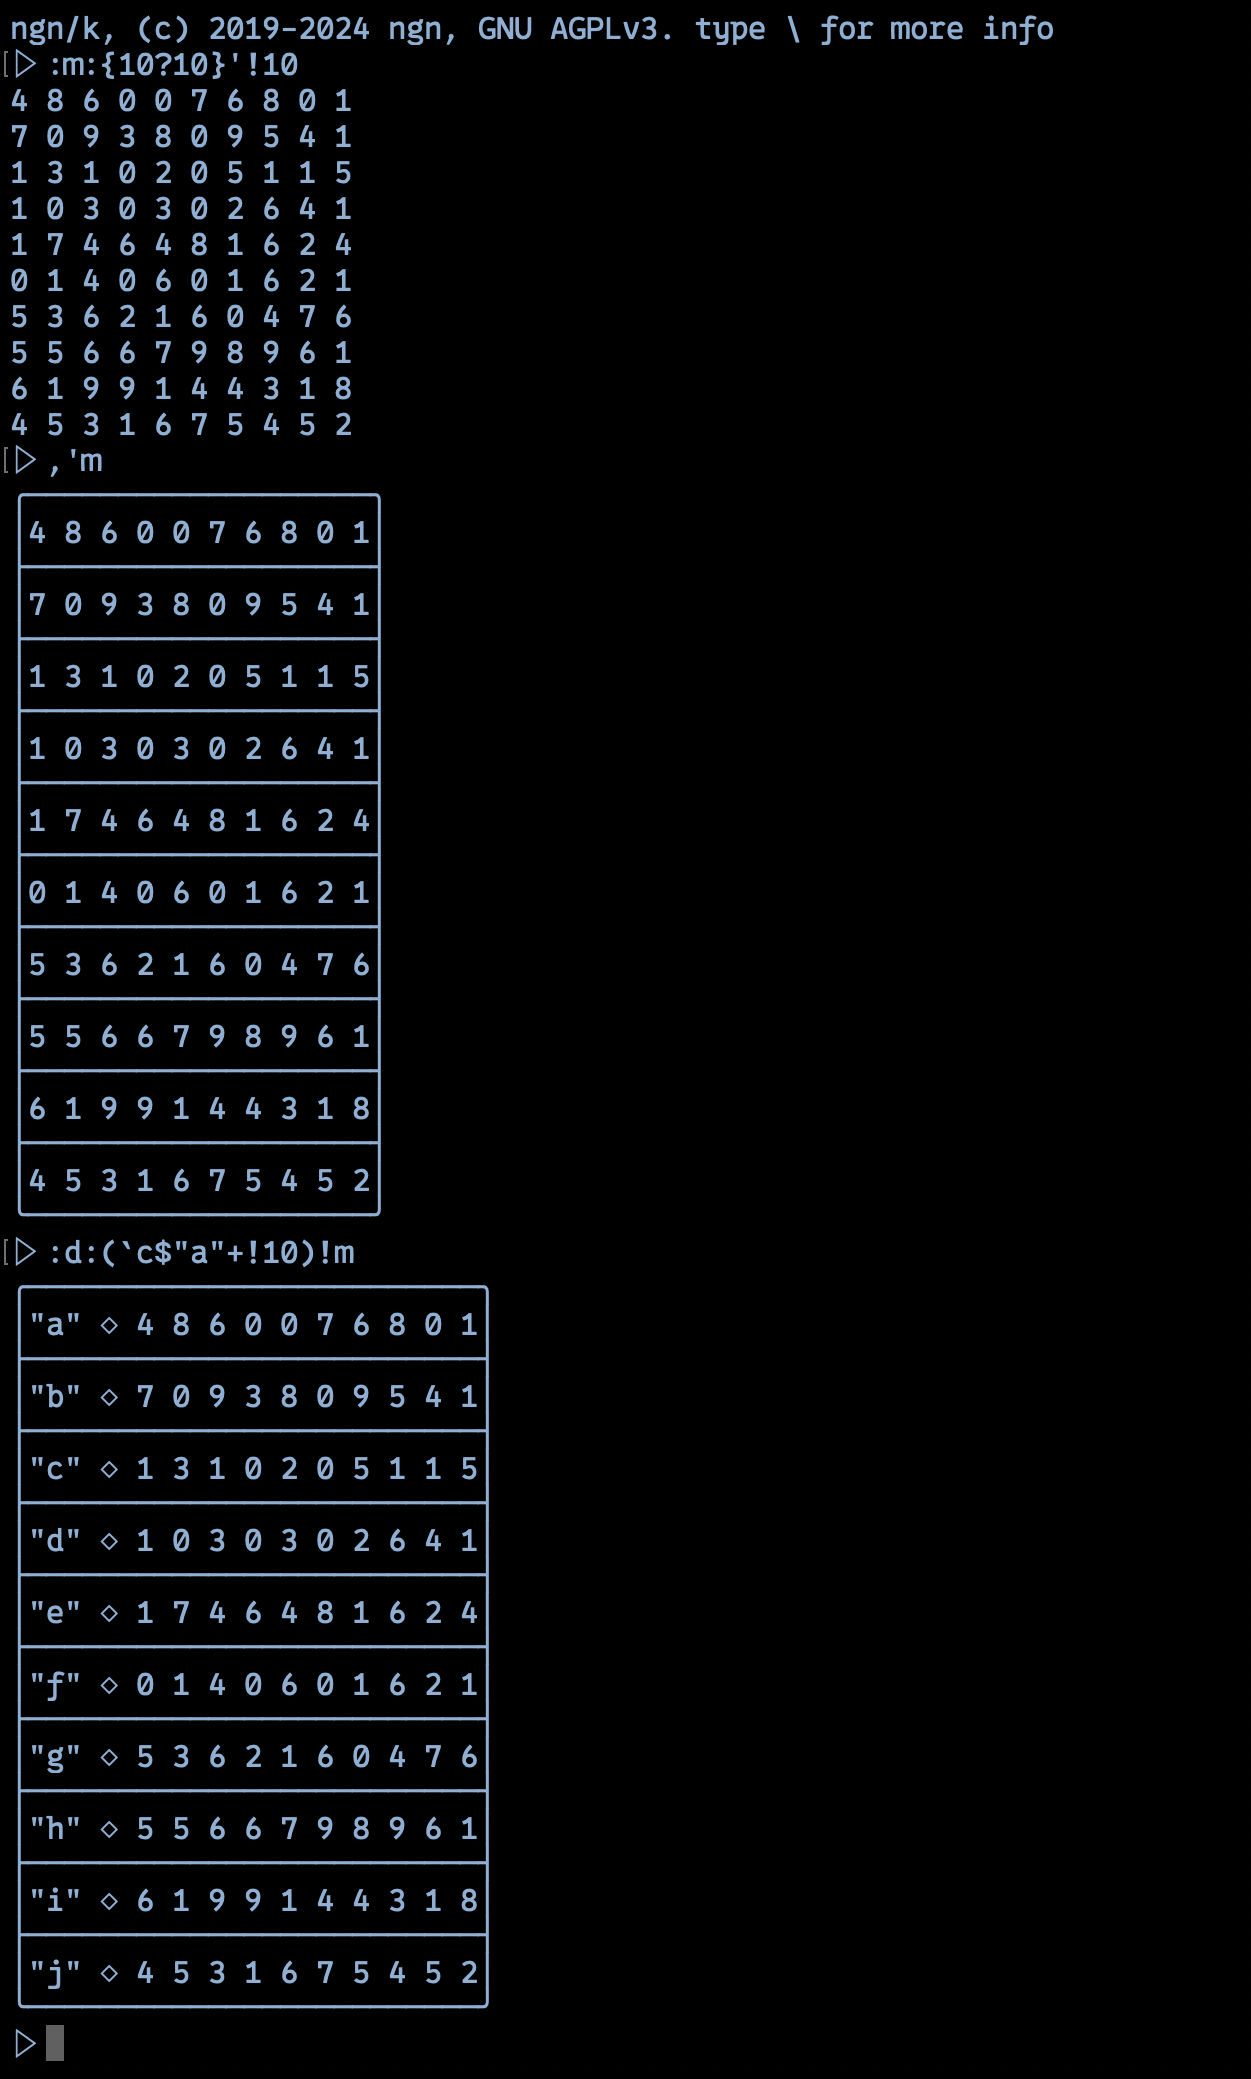 ngn/k, (c) 2019-2024 ngn, GNU AGPLv3. type \ for more info
▷ :m:{10?10}'!10
4 8 6 0 0 7 6 8 0 1
7 0 9 3 8 0 9 5 4 1
1 3 1 0 2 0 5 1 1 5
1 0 3 0 3 0 2 6 4 1
1 7 4 6 4 8 1 6 2 4
0 1 4 0 6 0 1 6 2 1
5 3 6 2 1 6 0 4 7 6
5 5 6 6 7 9 8 9 6 1
6 1 9 9 1 4 4 3 1 8
4 5 3 1 6 7 5 4 5 2
▷ ,'m
4 8 6 0 0 7 6 8 0 1
7 0 9 3 8 0 9 5 4 1
1 3 1 0 2 0 5 1 1 5
1 0 3 0 3 0 2 6 4 1
1 7 4 6 4 8 1 6 2 4
0 1 4 0 6 0 1 6 2 1
5 3 6 2 1 6 0 4 7 6
5 5 6 6 7 9 8 9 6 1
6 1 9 9 1 4 4 3 1 8
4 5 3 1 6 7 5 4 5 2
▷ :d:(`c$"a"+!10)!m
"a" ◇ 4 8 6 0 0 7 6 8 0 1
"b" ◇ 7 0 9 3 8 0 9 5 4 1
"c" ◇ 1 3 1 0 2 0 5 1 1 5
"d" ◇ 1 0 3 0 3 0 2 6 4 1
"e" ◇ 1 7 4 6 4 8 1 6 2 4
"f" ◇ 0 1 4 0 6 0 1 6 2 1
"g" ◇ 5 3 6 2 1 6 0 4 7 6
"h" ◇ 5 5 6 6 7 9 8 9 6 1
"i" ◇ 6 1 9 9 1 4 4 3 1 8
"j" ◇ 4 5 3 1 6 7 5 4 5 2
▷